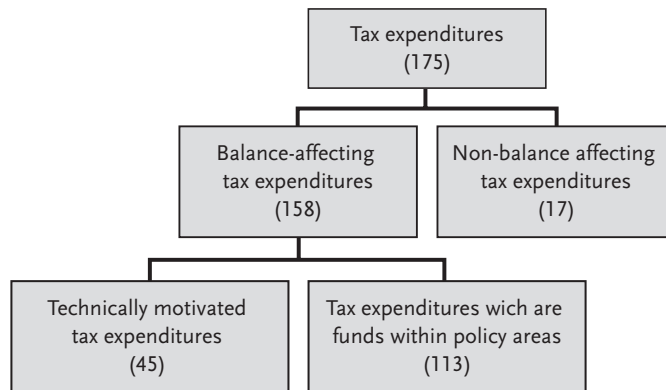 Tax expenditures
(175)
Balance-affecting
tax expenditures
(158)
Non-balance affecting
tax expenditures
(17)
Technically motivated
tax expenditures
(45)
Tax expenditures wich are
funds within policy areas
(113)